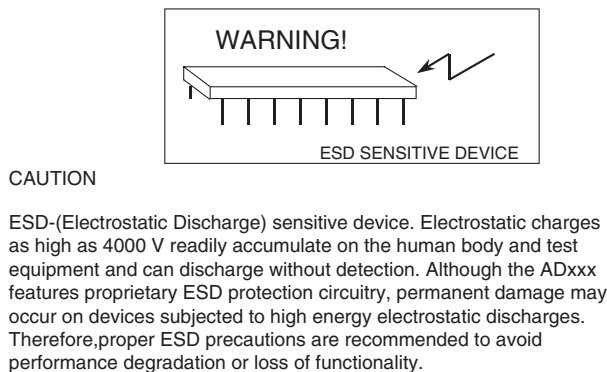 WARNING!
ESD SENSITIVE DEVICE
CAUTION
ESD-(Electrostatic Discharge) sensitive device. Electrostatic charges
as high as 4000 V readily accumulate on the human body and test
equipment and can discharge without detection. Although the ADxxx
features proprietary ESD protection circuitry, permanent damage may
occur on devices subjected to high energy electrostatic discharges.
Therefore,proper ESD precautions are recommended to avoid
performance degradation or loss of functionality.